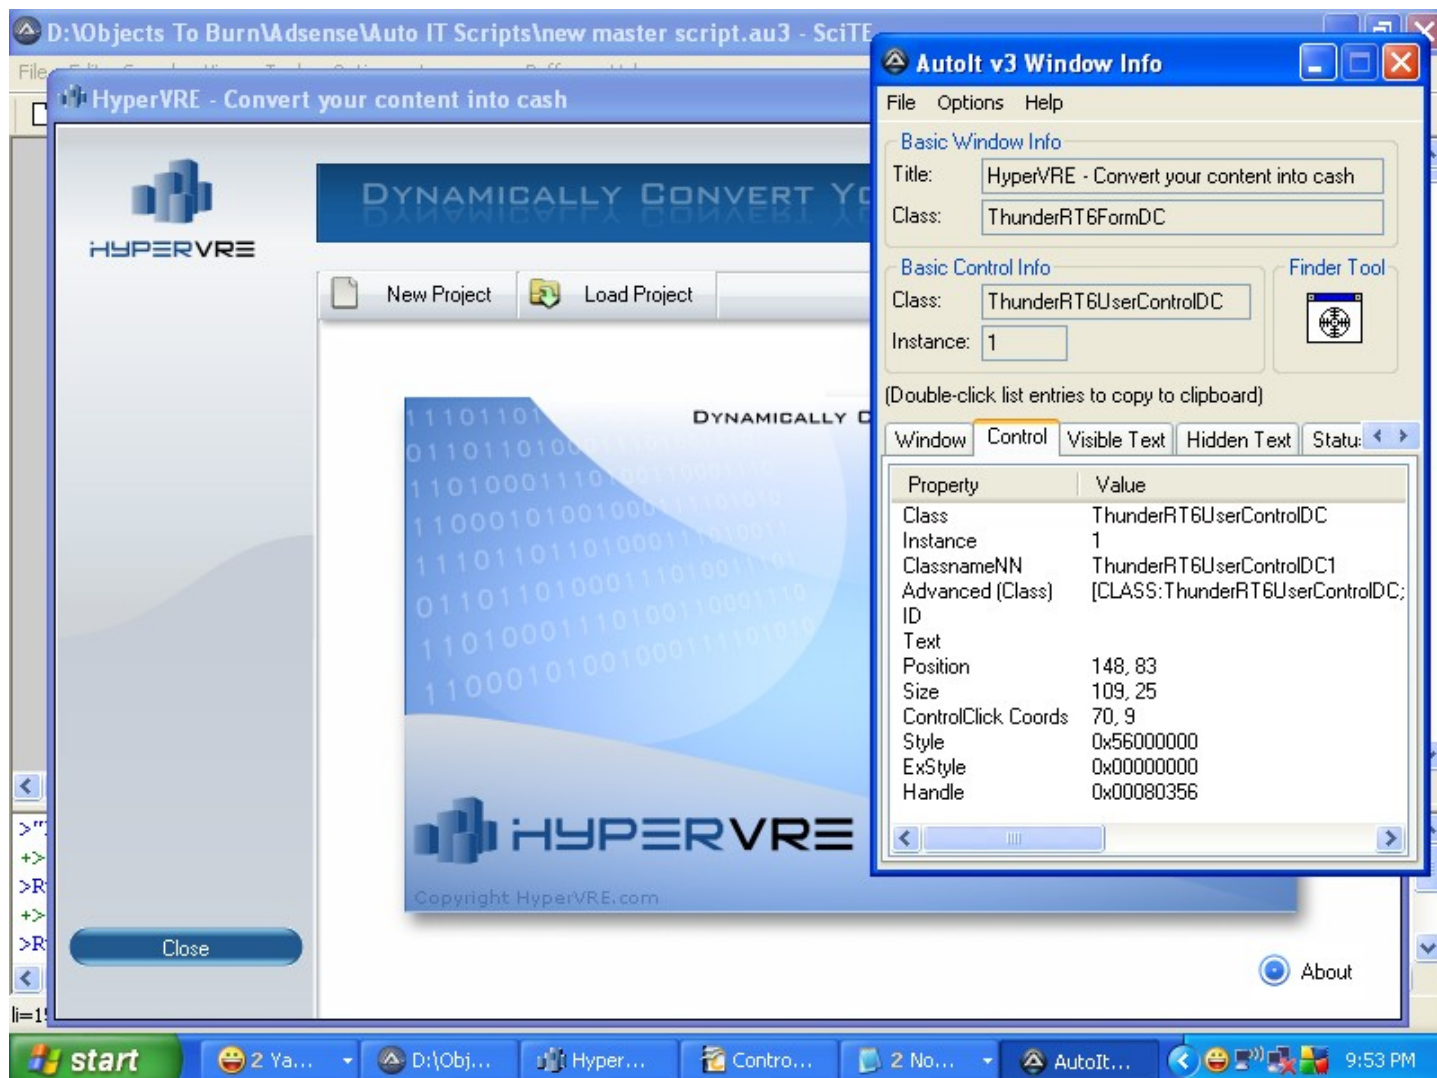 D:\Objects To Burn\Adsense\Auto IT Scripts\new master script.au3 - SciTE
File
HyperVRE - Convert your content into cash
HYPERVRE
DYNAMICALLY CONVERT
New Project
Load Project
DYNAMICALLY
HYPERVRE
Copyright HyperVRE.com
Close
About
AutoIt v3 Window Info
File Options Help
Basic Window Info
Title: HyperVRE - Convert your content into cash
Class: ThunderRT6FormDC
Basic Control Info
Finder Tool
Class: ThunderRT6UserControlDC
Instance: 1
(Double-click list entries to copy to clipboard)
Window Control Visible Text Hidden Text Statu
Property Value
Class ThunderRT6UserControlDC
Instance 1
ClassnameNN ThunderRT6UserControlDC1
Advanced (Class) [CLASS:ThunderRT6UserControlDC;
ID
Text
Position 148, 83
Size 109, 25
ControlClick Coords 70, 9
Style 0x56000000
ExStyle 0x00000000
Handle 0x00080356
>"
+>
>R
+>
>R
start
2 Ya...
D:\Obj...
Hyper...
Contro...
2 No...
AutoIt...
9:53 PM